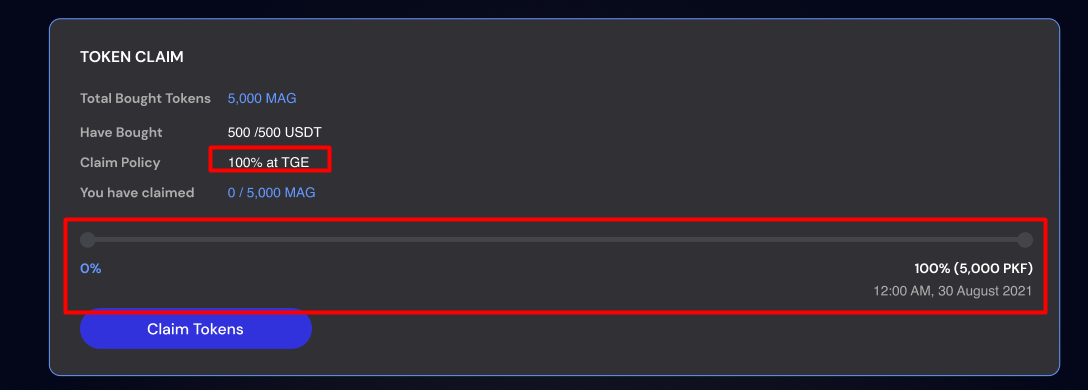 TOKEN CLAIM
Total Bought Tokens 5,000 MAG
Have Bought 500 /500 USDT
Claim Policy 100% at TGE
You have claimed 0 / 5,000 MAG
0% 100% (5,000 PKF)
12:00 AM, 30 August 2021
Claim Tokens